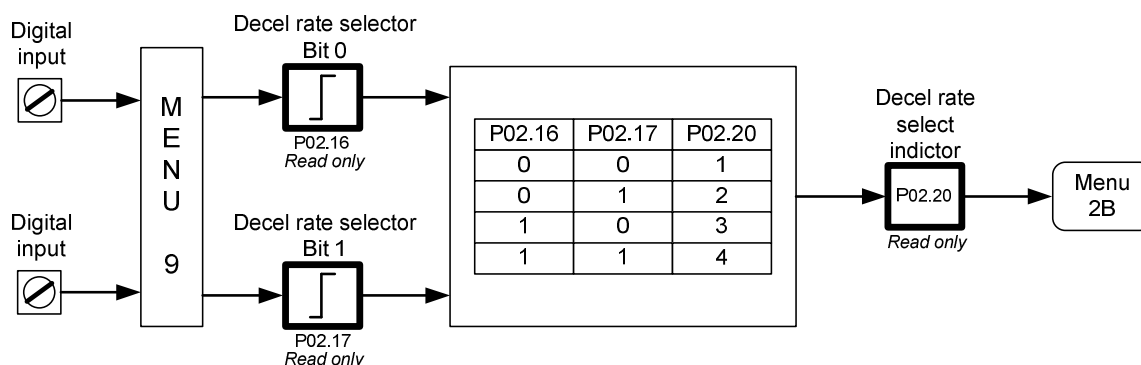 Digital
input
Decel rate selector
Bit 0
P02.16
Read only
M
E
N
U
9
Digital
input
Decel rate selector
Bit 1
P02.17
Read only
P02.16 P02.17 P02.20
0 0 1
0 1 2
1 0 3
1 1 4
Decel rate
select
indictor
P02.20
Read only
Menu
2B